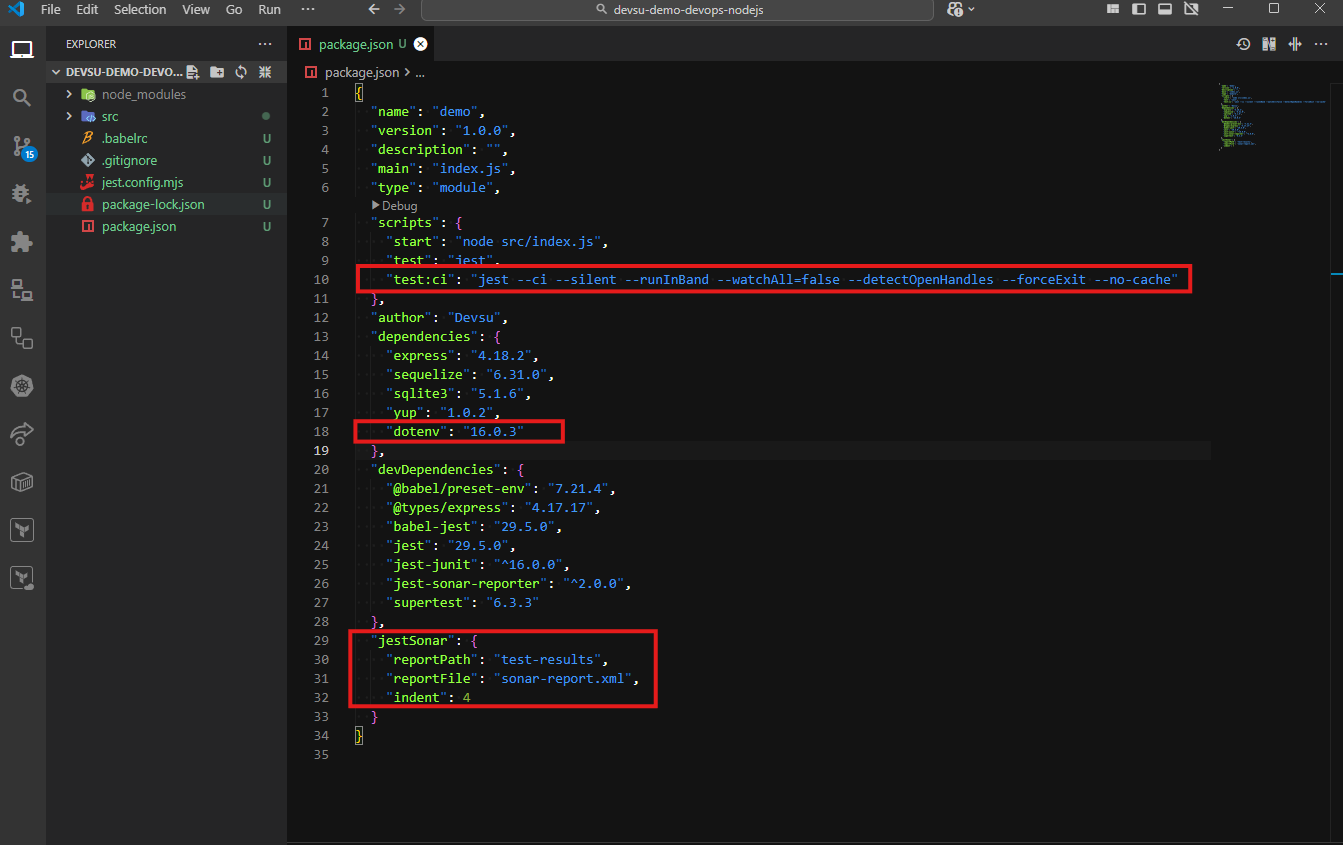 File Edit Selection View Go Run ··· devsu-demo-devops-nodejs
EXPLORER ···
DEVSU-DEMO-DEVO...
node_modules
src
.babelrc U
.gitignore U
jest.config.mjs U
package-lock.json U
package.json U
15
package.json U
package.json > ...
1 {
2 "name": "demo",
3 "version": "1.0.0",
4 "description": "",
5 "main": "index.js",
6 "type": "module",
Debug
7 "scripts": {
8 "start": "node src/index.js",
9 "test": "jest",
10 "test:ci": "jest --ci --silent --runInBand --watchAll=false --detectOpenHandles --forceExit --no-cache"
11 },
12 "author": "Devsu",
13 "dependencies": {
14 "express": "4.18.2",
15 "sequelize": "6.31.0",
16 "sqlite3": "5.1.6",
17 "yup": "1.0.2",
18 "dotenv": "16.0.3"
19 },
20 "devDependencies": {
21 "@babel/preset-env": "7.21.4",
22 "@types/express": "4.17.17",
23 "babel-jest": "29.5.0",
24 "jest": "29.5.0",
25 "jest-junit": "^16.0.0",
26 "jest-sonar-reporter": "^2.0.0",
27 "supertest": "6.3.3"
28 },
29 "jestSonar": {
30 "reportPath": "test-results",
31 "reportFile": "sonar-report.xml",
32 "indent": 4
33 }
34 }
35